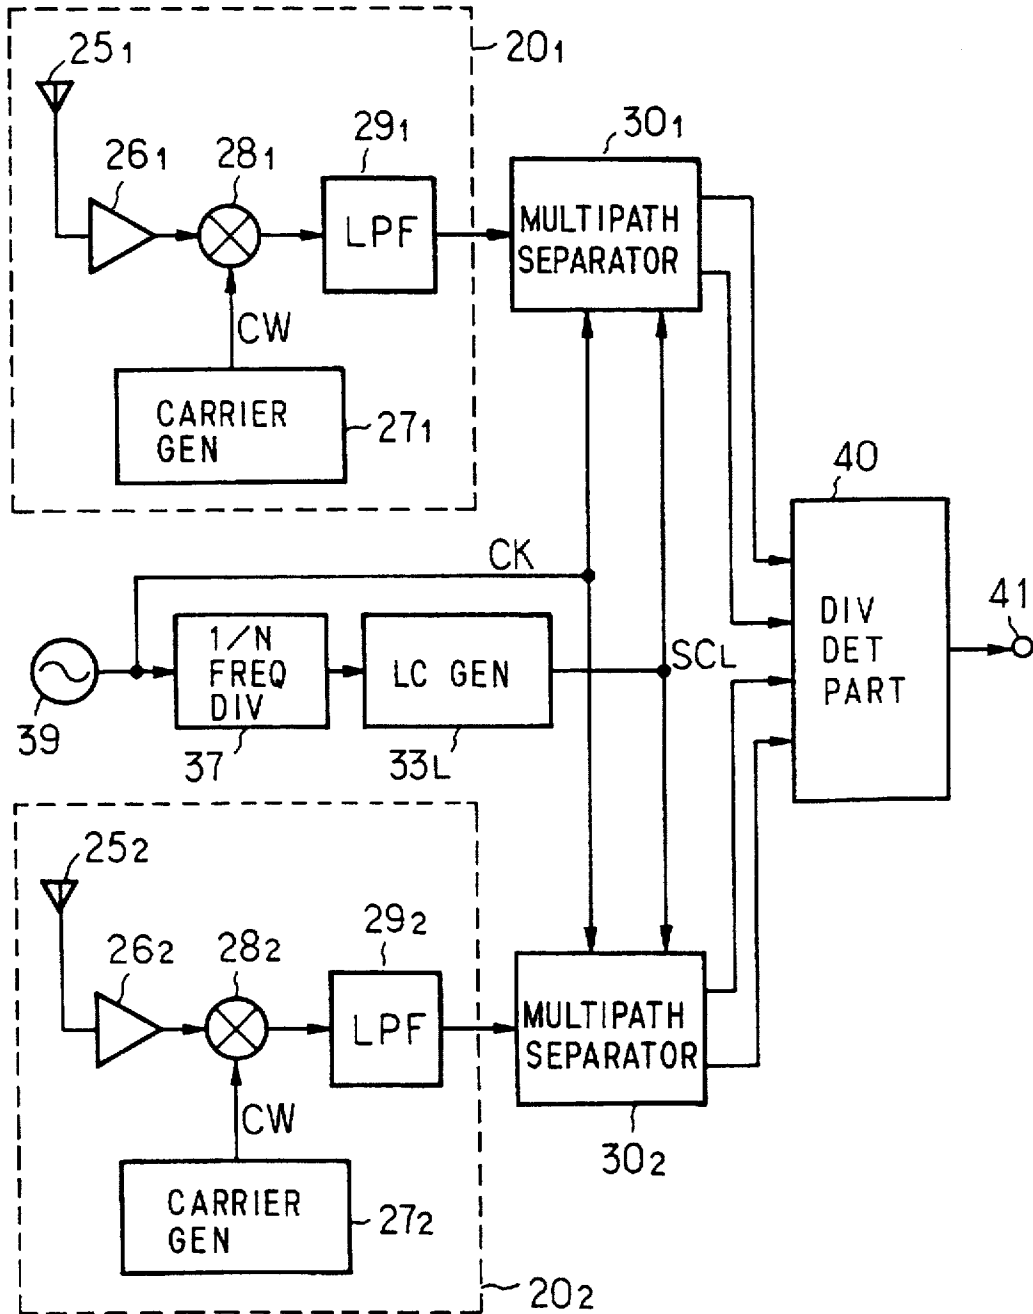 25₁
20₁
26₁
28₁
29₁
30₁
LPF
MULTIPATH
SEPARATOR
CW
CARRIER
GEN
27₁
40
CK
1/N
FREQ
DIV
LC GEN
SCL
DIV
DET
PART
41
39
37
33L
25₂
26₂
28₂
29₂
LPF
MULTIPATH
SEPARATOR
CW
30₂
CARRIER
GEN
27₂
20₂